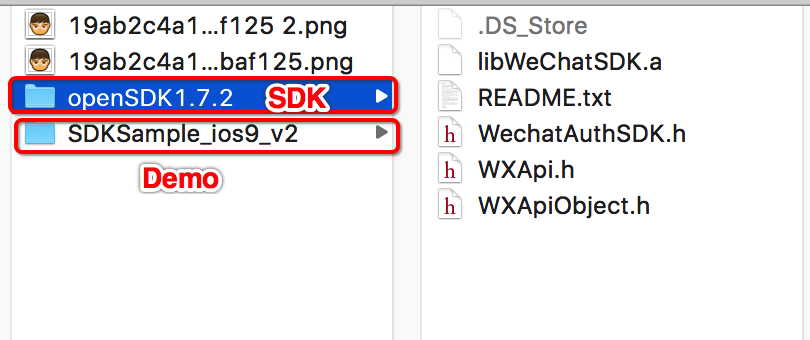 19ab2c4a1...f125 2.png
19ab2c4a1...baf125.png
openSDK1.7.2 SDK
SDKSample_ios9_v2
Demo
.DS_Store
libWeChatSDK.a
README.txt
h WechatAuthSDK.h
h WXApi.h
h WXApiObject.h